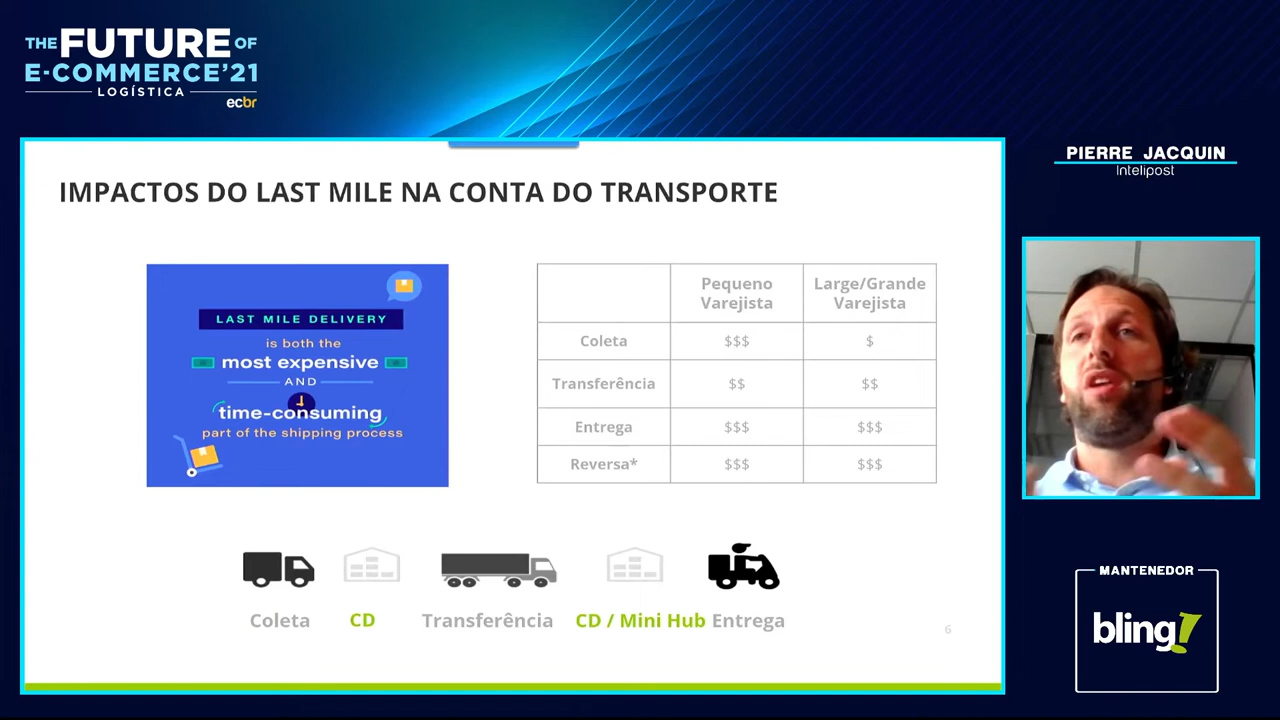 THE FUTURE OF
E-COMMERCE'21
LOGÍSTICA
ecbr
PIERRE JACQUIN
Intelipost
IMPACTOS DO LAST MILE NA CONTA DO TRANSPORTE
LAST MILE DELIVERY
is both the
most expensive
AND
time-consuming
part of the shipping process
Pequeno Varejista
Large/Grande Varejista
Coleta $$$ $
Transferência $$ $$
Entrega $$$ $$$
Reversa* $$$ $$$
Coleta CD Transferência CD / Mini Hub Entrega
6
MANTENEDOR
bling!